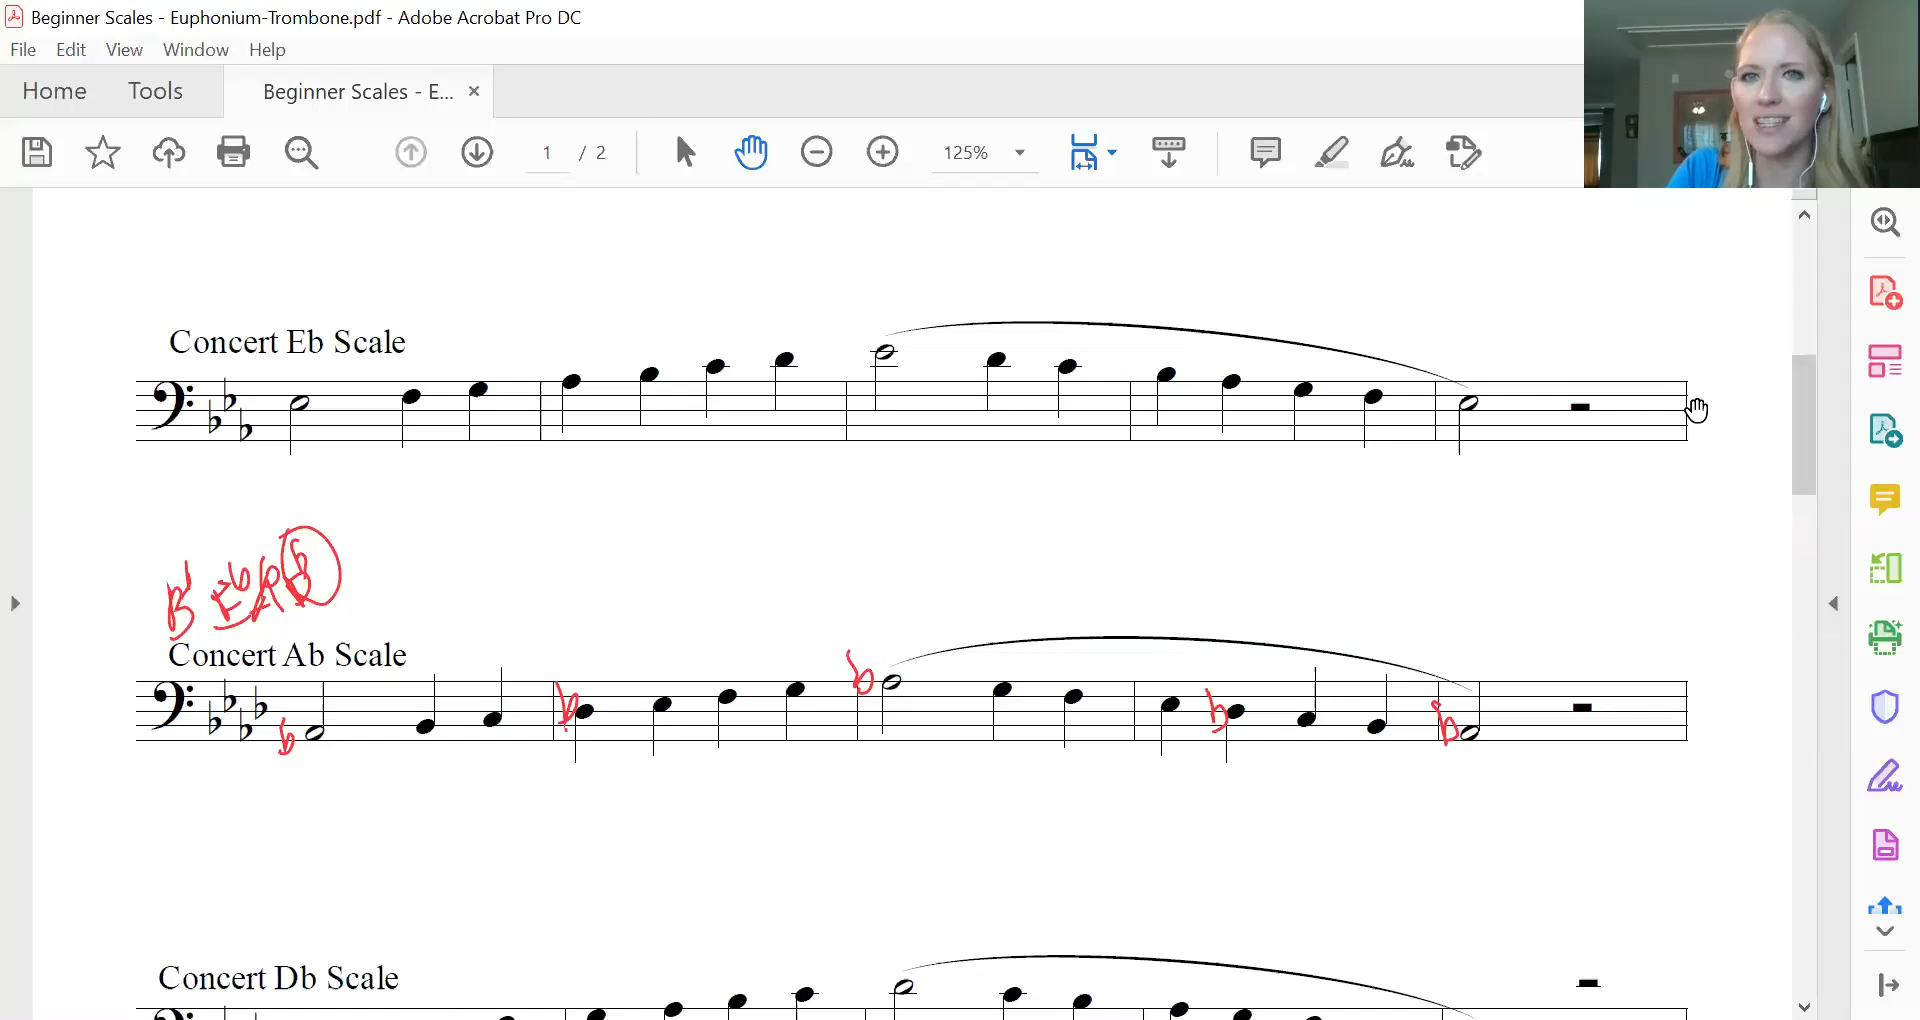 Beginner Scales - Euphonium-Trombone.pdf - Adobe Acrobat Pro DC
File Edit View Window Help
Home Tools Beginner Scales - E... ×
1 / 2 125%
Concert Eb Scale
Concert Ab Scale
Concert Db Scale